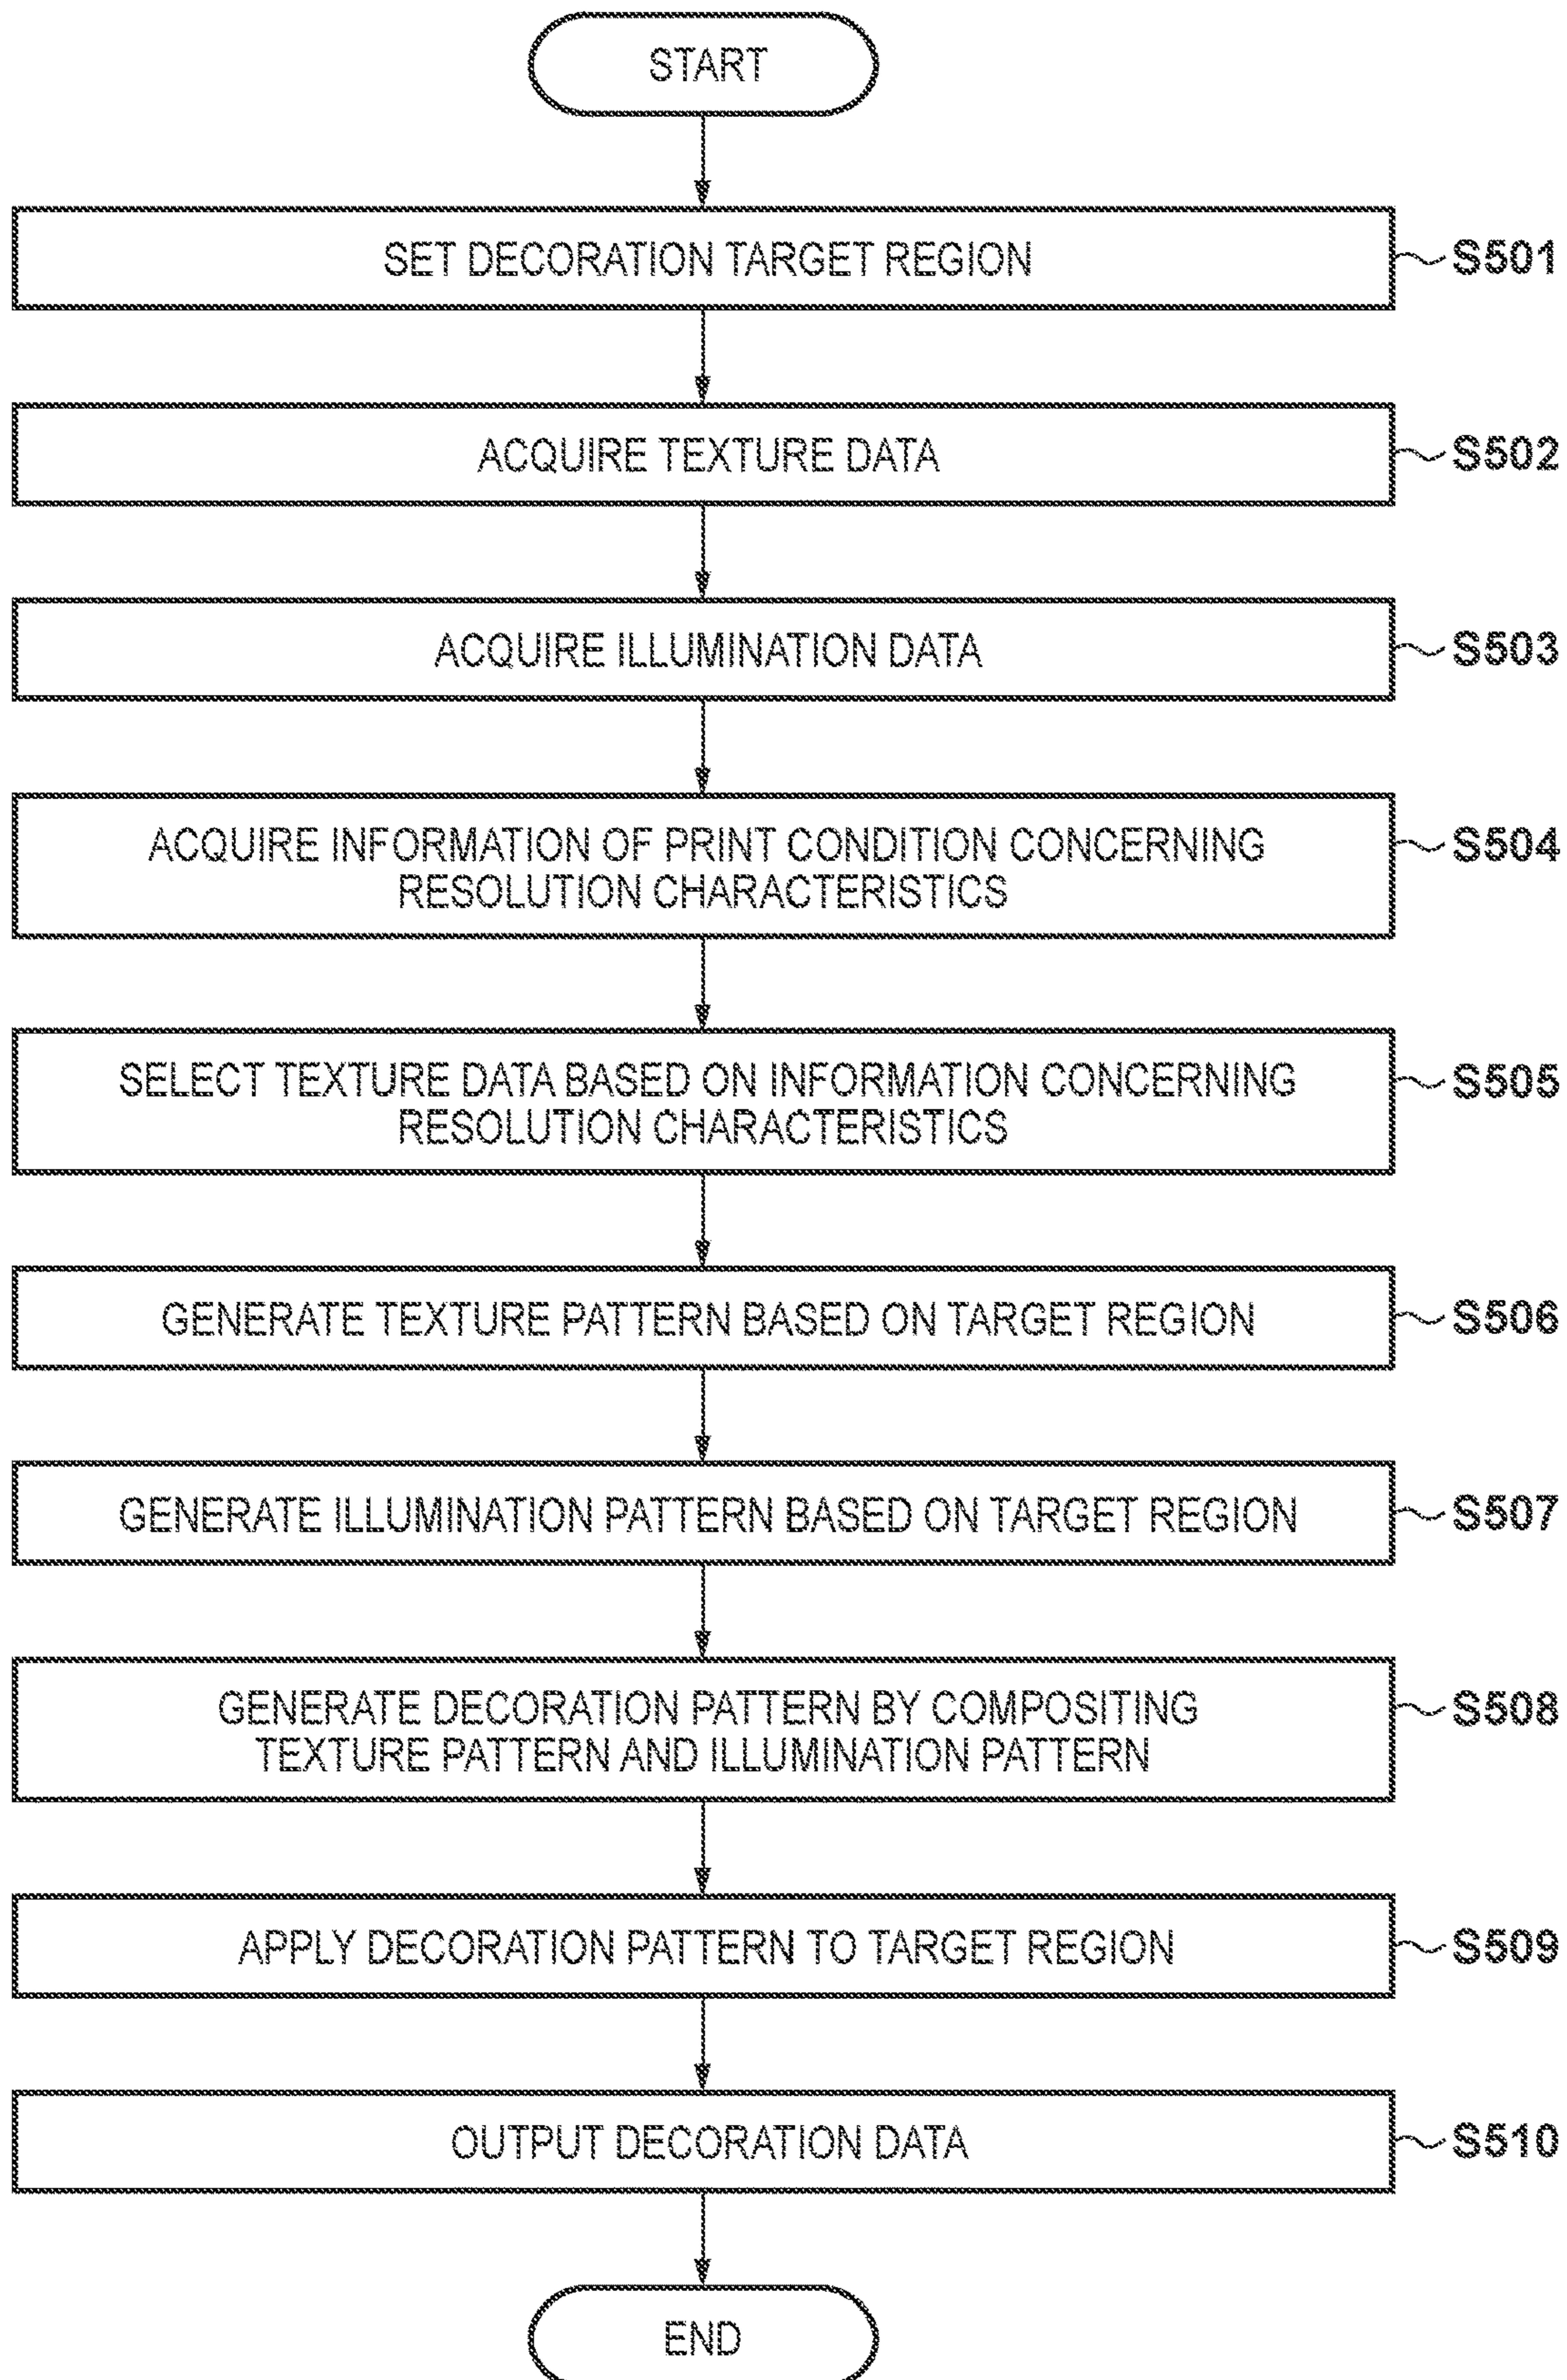 START
SET DECORATION TARGET REGION
S501
ACQUIRE TEXTURE DATA
S502
ACQUIRE ILLUMINATION DATA
S503
ACQUIRE INFORMATION OF PRINT CONDITION CONCERNING
RESOLUTION CHARACTERISTICS
S504
SELECT TEXTURE DATA BASED ON INFORMATION CONCERNING
RESOLUTION CHARACTERISTICS
S505
GENERATE TEXTURE PATTERN BASED ON TARGET REGION
S506
GENERATE ILLUMINATION PATTERN BASED ON TARGET REGION
S507
GENERATE DECORATION PATTERN BY COMPOSITING
TEXTURE PATTERN AND ILLUMINATION PATTERN
S508
APPLY DECORATION PATTERN TO TARGET REGION
S509
OUTPUT DECORATION DATA
S510
END